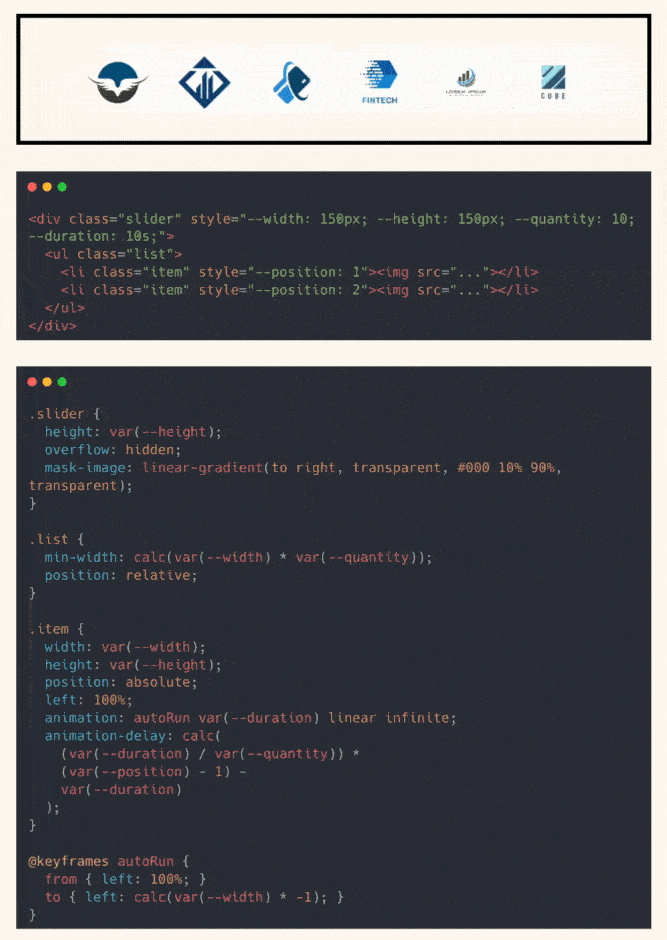 FINTECH
LOREM IPSUM
CUBE
<div class="slider" style="--width: 150px; --height: 150px; --quantity: 10;
--duration: 10s;">
  <ul class="list">
    <li class="item" style="--position: 1"><img src="..."></li>
    <li class="item" style="--position: 2"><img src="..."></li>
  </ul>
</div>
.slider {
  height: var(--height);
  overflow: hidden;
  mask-image: linear-gradient(to right, transparent, #000 10% 90%,
transparent);
}
.list {
  min-width: calc(var(--width) * var(--quantity));
  position: relative;
}
.item {
  width: var(--width);
  height: var(--height);
  position: absolute;
  left: 100%;
  animation: autoRun var(--duration) linear infinite;
  animation-delay: calc(
    (var(--duration) / var(--quantity)) *
    (var(--position) - 1) -
    var(--duration)
  );
}
@keyframes autoRun {
  from { left: 100%; }
  to { left: calc(var(--width) * -1); }
}